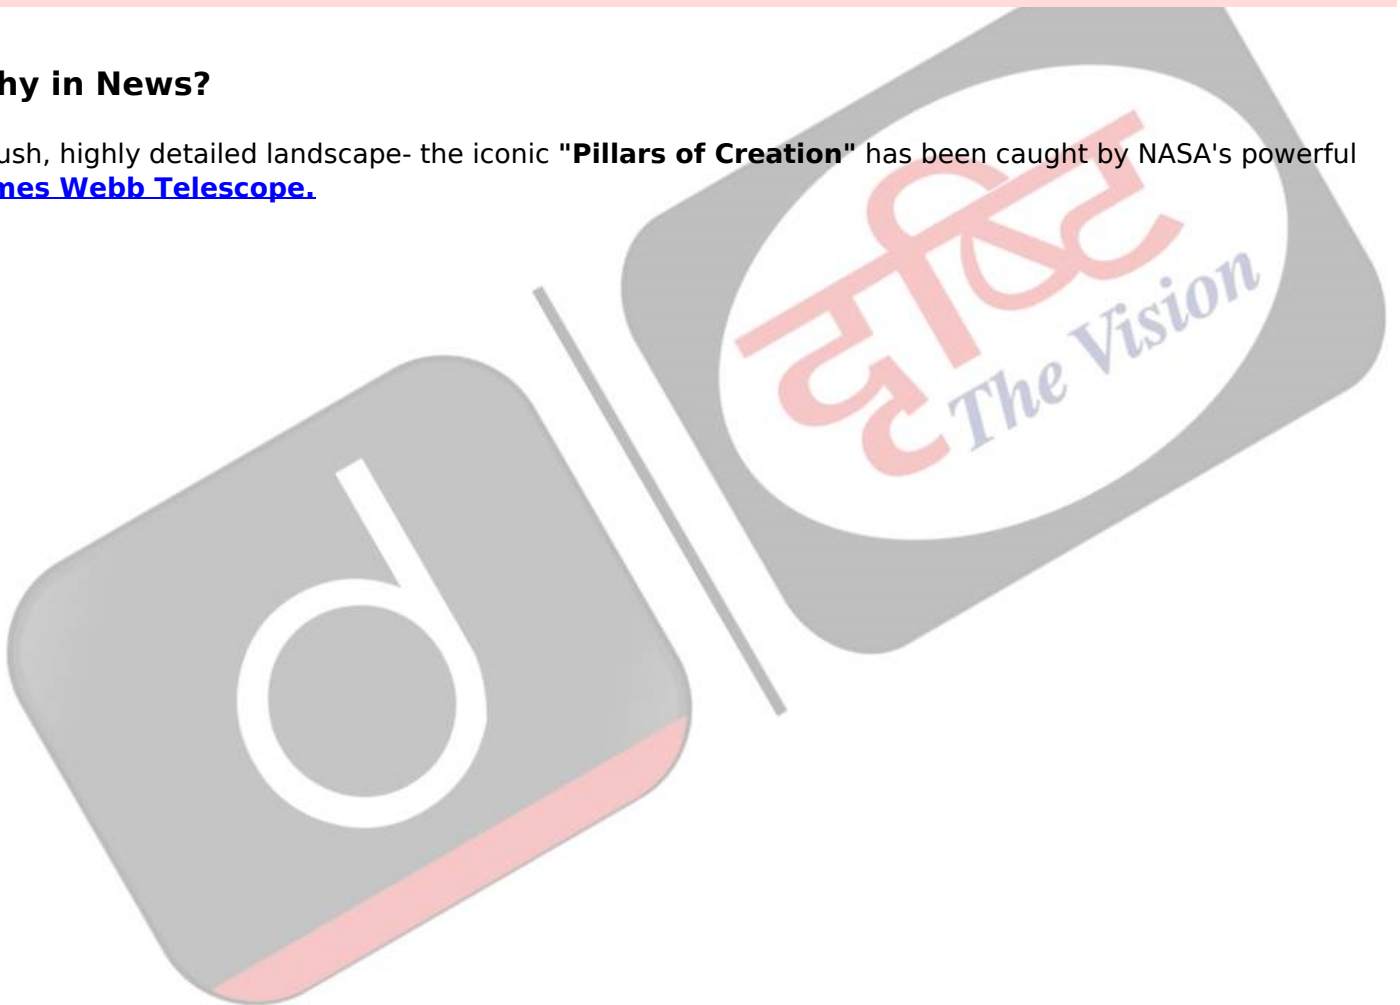 hy in News?
ush, highly detailed landscape- the iconic "Pillars of Creation" has been caught by NASA's powerful
mes Webb Telescope.
दृष्टि
The Vision
d